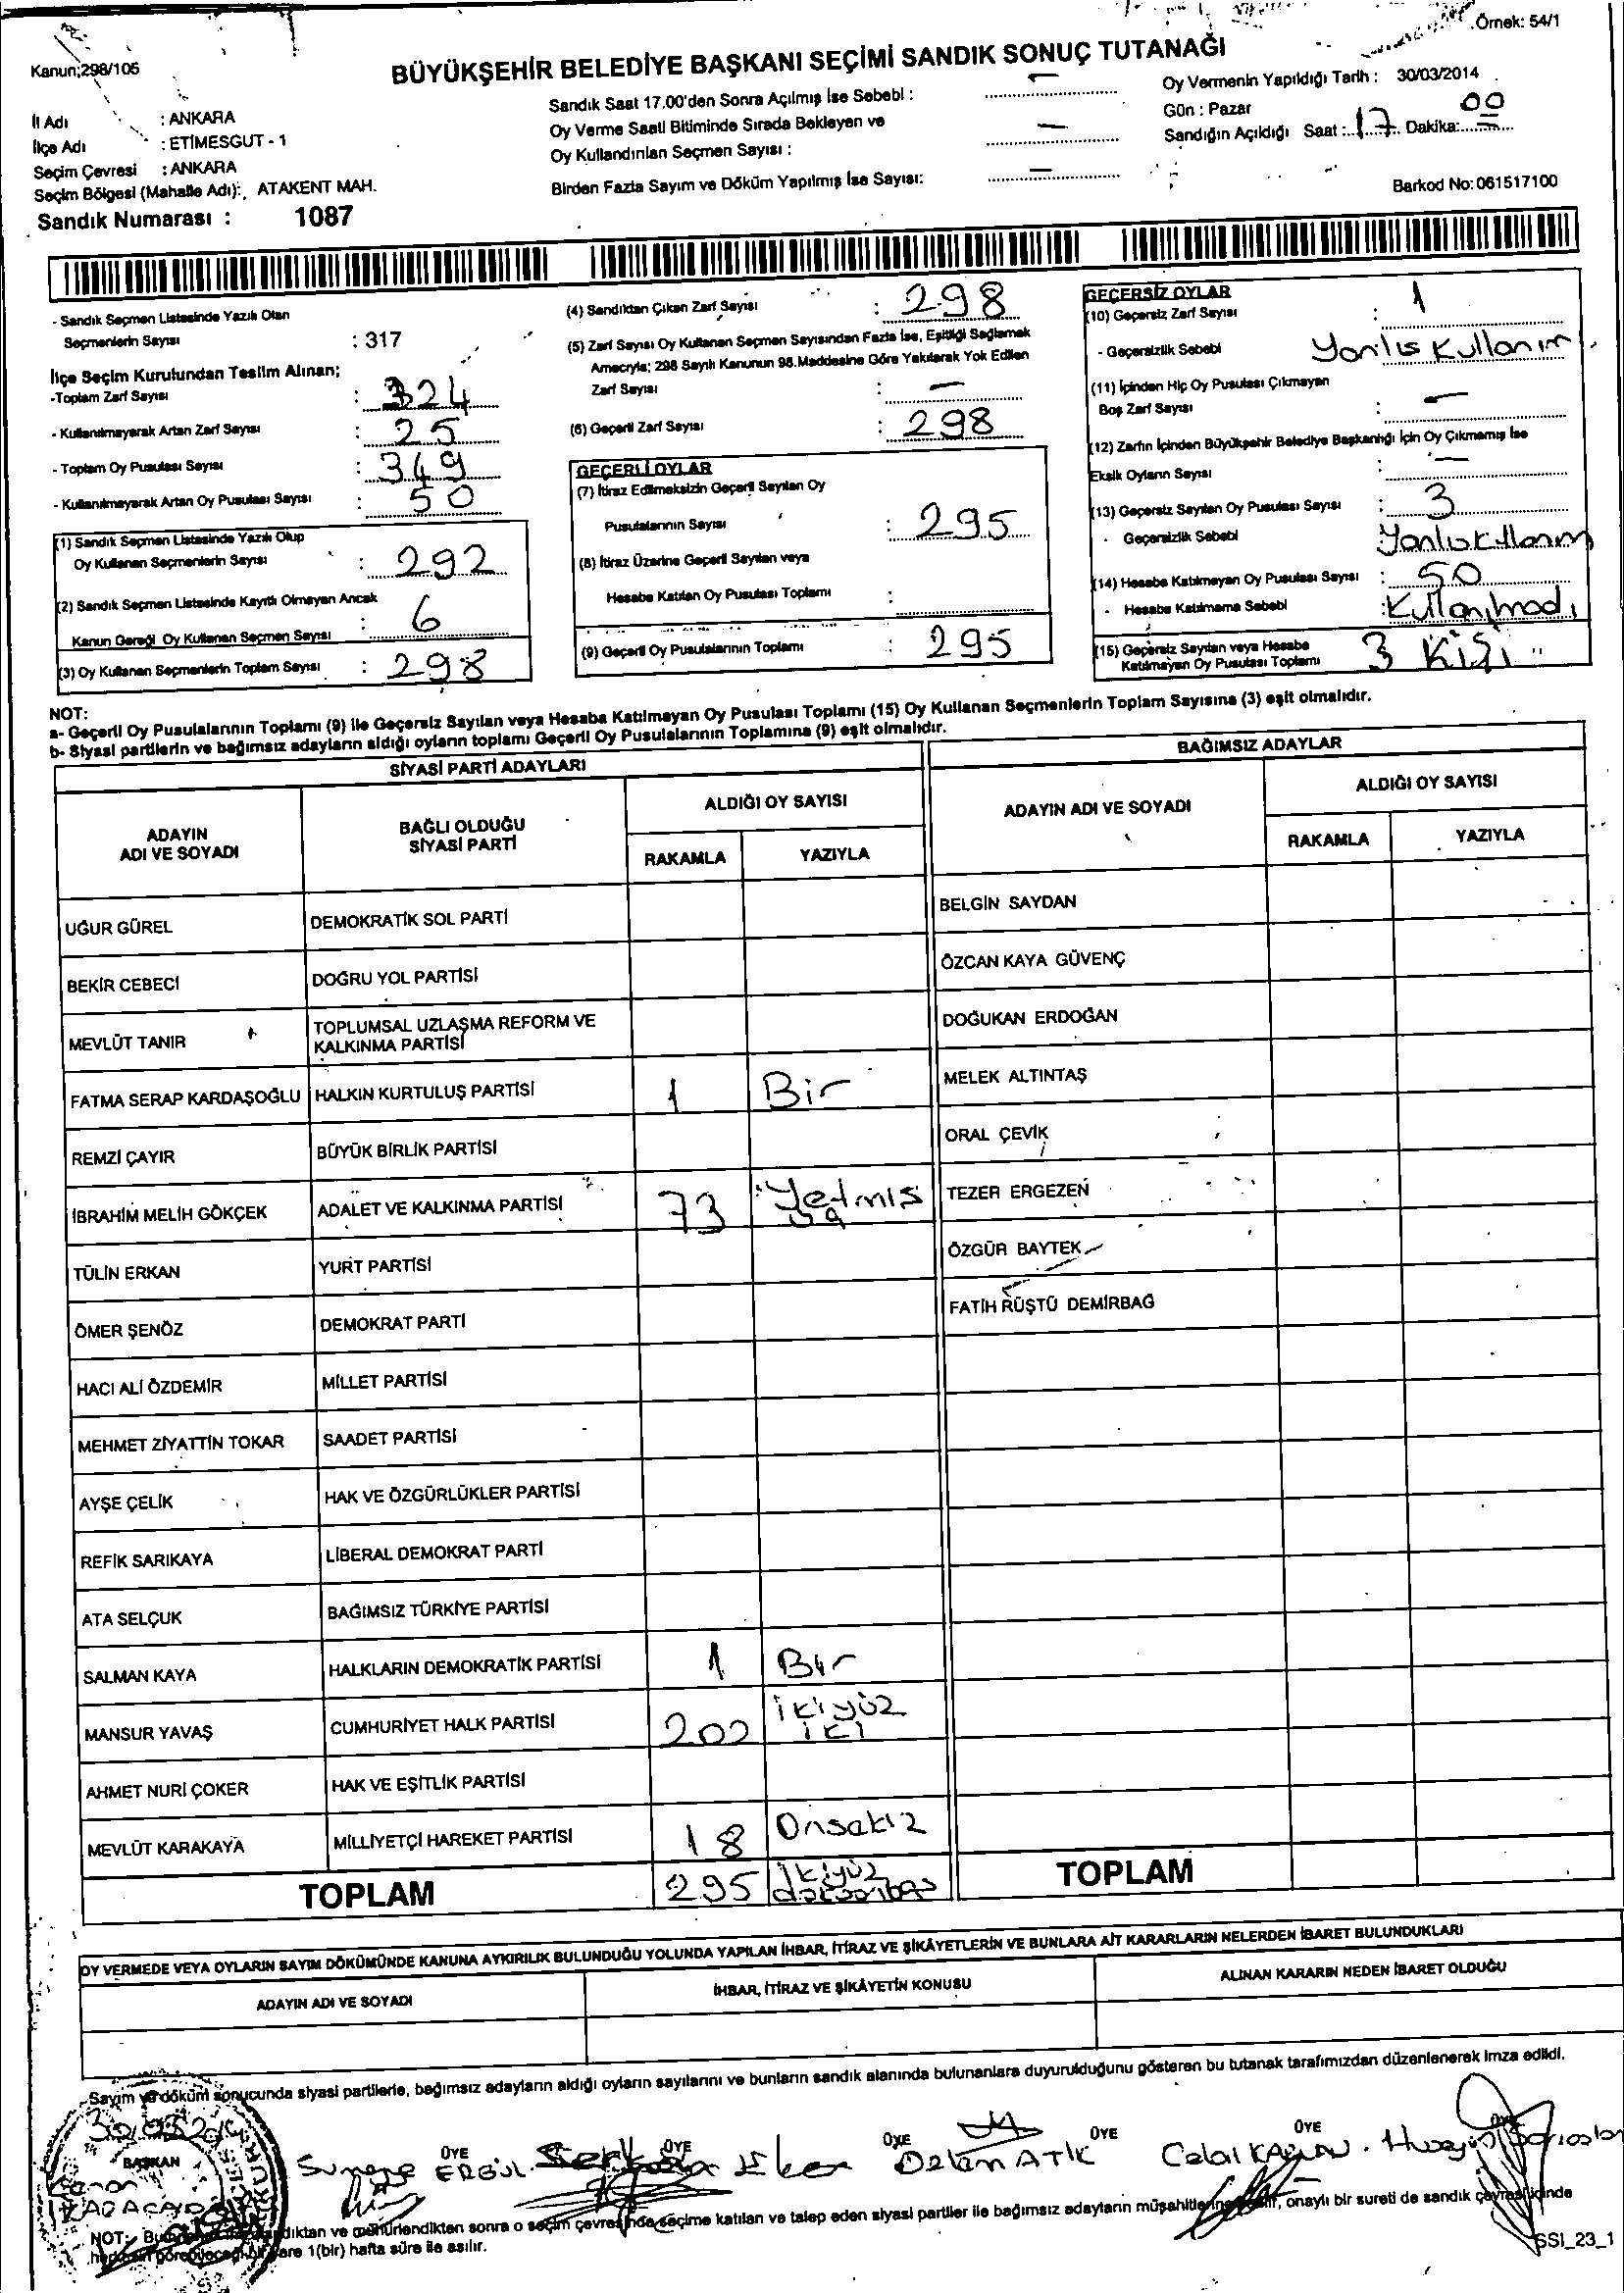 Örnek: 54/1
Kanun;298/105
BÜYÜKŞEHİR BELEDİYE BAŞKANI SEÇİMİ SANDIK SONUÇ TUTANAĞI
İl Adı : ANKARA
İlçe Adı : ETİMESGUT - 1
Seçim Çevresi : ANKARA
Seçim Bölgesi (Mahalle Adı): ATAKENT MAH.
Sandık Numarası : 1087
Sandık Saat 17.00'den Sonra Açılmış İse Sebebi : —
Oy Verme Saati Bitiminde Sırada Bekleyen ve
Oy Kullandırılan Seçmen Sayısı : —
Birden Fazla Sayım ve Döküm Yapılmış İse Sayısı: —
Oy Vermenin Yapıldığı Tarih : 30/03/2014
Gün : Pazar
Sandığın Açıldığı Saat : 17 Dakika: 00
Barkod No: 061517100
- Sandık Seçmen Listesinde Yazılı Olan
Seçmenlerin Sayısı : 317
İlçe Seçim Kurulundan Teslim Alınan;
-Toplam Zarf Sayısı : 324
- Kullanılmayarak Artan Zarf Sayısı : 25
- Toplam Oy Pusulası Sayısı : 349
- Kullanılmayarak Artan Oy Pusulası Sayısı : 50
(1) Sandık Seçmen Listesinde Yazılı Olup
Oy Kullanan Seçmenlerin Sayısı : 292
(2) Sandık Seçmen Listesinde Kayıtlı Olmayan Ancak
Kanun Gereği Oy Kullanan Seçmen Sayısı : 6
(3) Oy Kullanan Seçmenlerin Toplam Sayısı : 298
(4) Sandıktan Çıkan Zarf Sayısı : 298
(5) Zarf Sayısı Oy Kullanan Seçmen Sayısından Fazla İse, Eşitliği Sağlamak
Amacıyla; 298 Sayılı Kanunun 98.Maddesine Göre Yakılarak Yok Edilen
Zarf Sayısı : —
(6) Geçerli Zarf Sayısı : 298
GEÇERLİ OYLAR
(7) İtiraz Edilmeksizin Geçerli Sayılan Oy
Pusulalarının Sayısı : 295
(8) İtiraz Üzerine Geçerli Sayılan veya
Hesaba Katılan Oy Pusulası Toplamı :
(9) Geçerli Oy Pusulalarının Toplamı : 295
GEÇERSİZ OYLAR
(10) Geçersiz Zarf Sayısı : 1
- Geçersizlik Sebebi Yanlıs Kullanım
(11) İçinden Hiç Oy Pusulası Çıkmayan
Boş Zarf Sayısı : —
(12) Zarfın İçinden Büyükşehir Belediye Başkanlığı İçin Oy Çıkmamış İse
Eksik Oyların Sayısı : —
(13) Geçersiz Sayılan Oy Pusulası Sayısı : 3
- Geçersizlik Sebebi
(14) Hesaba Katılmayan Oy Pusulası Sayısı : 50
- Hesaba Katılmama Sebebi : Kullanılmadı
(15) Geçersiz Sayılan veya Hesaba
Katılmayan Oy Pusulası Toplamı 3 Kişi
NOT:
a- Geçerli Oy Pusulalarının Toplamı (9) ile Geçersiz Sayılan veya Hesaba Katılmayan Oy Pusulası Toplamı (15) Oy Kullanan Seçmenlerin Toplam Sayısına (3) eşit olmalıdır.
b- Siyasi partilerin ve bağımsız adayların aldığı oyların toplamı Geçerli Oy Pusulalarının Toplamına (9) eşit olmalıdır.
SİYASİ PARTİ ADAYLARI
ADAYIN
ADI VE SOYADI
BAĞLI OLDUĞU
SİYASİ PARTİ
ALDIĞI OY SAYISI
RAKAMLA YAZIYLA
UĞUR GÜREL DEMOKRATİK SOL PARTİ
BEKİR CEBECİ DOĞRU YOL PARTİSİ
MEVLÜT TANIR TOPLUMSAL UZLAŞMA REFORM VE
KALKINMA PARTİSİ
FATMA SERAP KARDAŞOĞLU HALKIN KURTULUŞ PARTİSİ 1 Bir
REMZİ ÇAYIR BÜYÜK BİRLİK PARTİSİ
İBRAHİM MELİH GÖKÇEK ADALET VE KALKINMA PARTİSİ 73 Yetmis
üç
TÜLİN ERKAN YURT PARTİSİ
ÖMER ŞENÖZ DEMOKRAT PARTİ
HACI ALİ ÖZDEMİR MİLLET PARTİSİ
MEHMET ZİYATTİN TOKAR SAADET PARTİSİ
AYŞE ÇELİK HAK VE ÖZGÜRLÜKLER PARTİSİ
REFİK SARIKAYA LİBERAL DEMOKRAT PARTİ
ATA SELÇUK BAĞIMSIZ TÜRKİYE PARTİSİ
SALMAN KAYA HALKLARIN DEMOKRATİK PARTİSİ 1 Bir
MANSUR YAVAŞ CUMHURİYET HALK PARTİSİ 202 ikiyüz
iki
AHMET NURİ ÇOKER HAK VE EŞİTLİK PARTİSİ
MEVLÜT KARAKAYA MİLLİYETÇİ HAREKET PARTİSİ 18 Onsekiz
TOPLAM 295 ikiyüz
BAĞIMSIZ ADAYLAR
ADAYIN ADI VE SOYADI
ALDIĞI OY SAYISI
RAKAMLA YAZIYLA
BELGİN SAYDAN
ÖZCAN KAYA GÜVENÇ
DOĞUKAN ERDOĞAN
MELEK ALTINTAŞ
ORAL ÇEVİK
TEZER ERGEZEN
ÖZGÜR BAYTEK
FATİH RÜŞTÜ DEMİRBAĞ
TOPLAM
OY VERMEDE VEYA OYLARIN SAYIM DÖKÜMÜNDE KANUNA AYKIRILIK BULUNDUĞU YOLUNDA YAPILAN İHBAR, İTİRAZ VE ŞİKÂYETLERİN VE BUNLARA AİT KARARLARIN NELERDEN İBARET BULUNDUKLARI
ADAYIN ADI VE SOYADI
İHBAR, İTİRAZ VE ŞİKÂYETİN KONUSU
ALINAN KARARIN NEDEN İBARET OLDUĞU
Sayım ve döküm sonucunda siyasi partilerle, bağımsız adayların aldığı oyların sayılarını ve bunların sandık alanında bulunanlara duyurulduğunu gösteren bu tutanak tarafımızdan düzenlenerek imza edildi.
BAŞKAN ÜYE ÜYE ÜYE ÜYE ÜYE
ERGÜL
ATİK
Celal
NOT:- dıktan ve mühürlendikten sonra o seçim çevresinde seçime katılan ve talep eden siyasi partiler ile bağımsız adayların müşahitlerine onaylı bir sureti de sandık çevresi içinde
1(bir) hafta süre ile asılır.
SSI_23_1